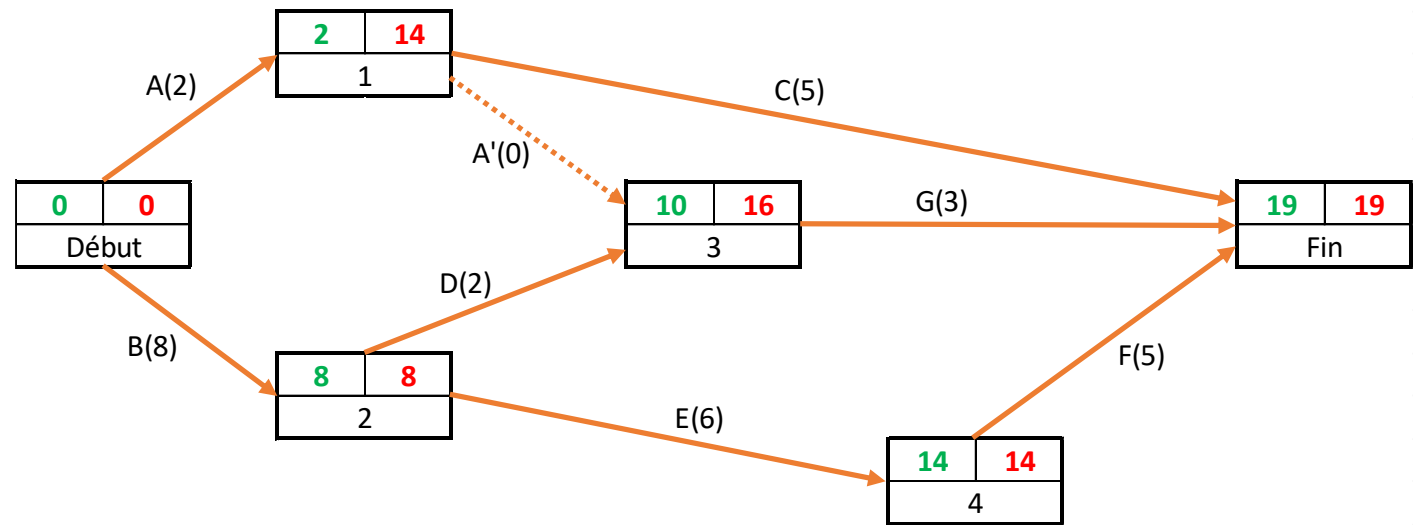 2 14
1
A(2)
C(5)
A'(0)
0 0
Début
10 16
3
G(3)
19 19
Fin
D(2)
B(8)
8 8
2
E(6)
F(5)
14 14
4